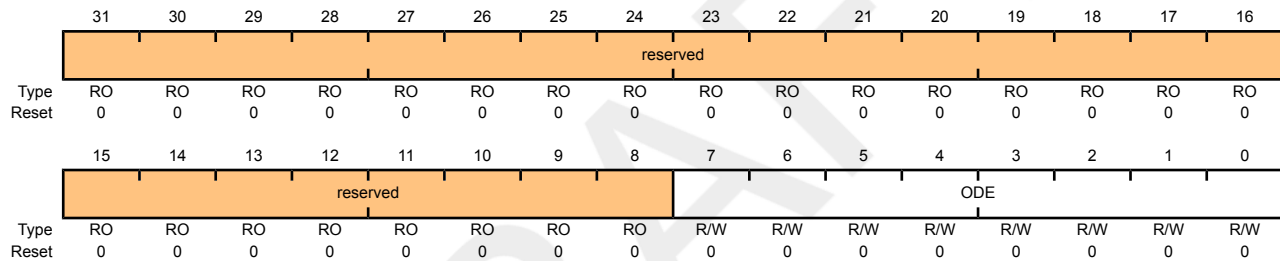 31 30 29 28 27 26 25 24 23 22 21 20 19 18 17 16
reserved
Type RO RO RO RO RO RO RO RO RO RO RO RO RO RO RO RO
Reset 0 0 0 0 0 0 0 0 0 0 0 0 0 0 0 0
15 14 13 12 11 10 9 8 7 6 5 4 3 2 1 0
reserved ODE
Type RO RO RO RO RO RO RO RO R/W R/W R/W R/W R/W R/W R/W R/W
Reset 0 0 0 0 0 0 0 0 0 0 0 0 0 0 0 0